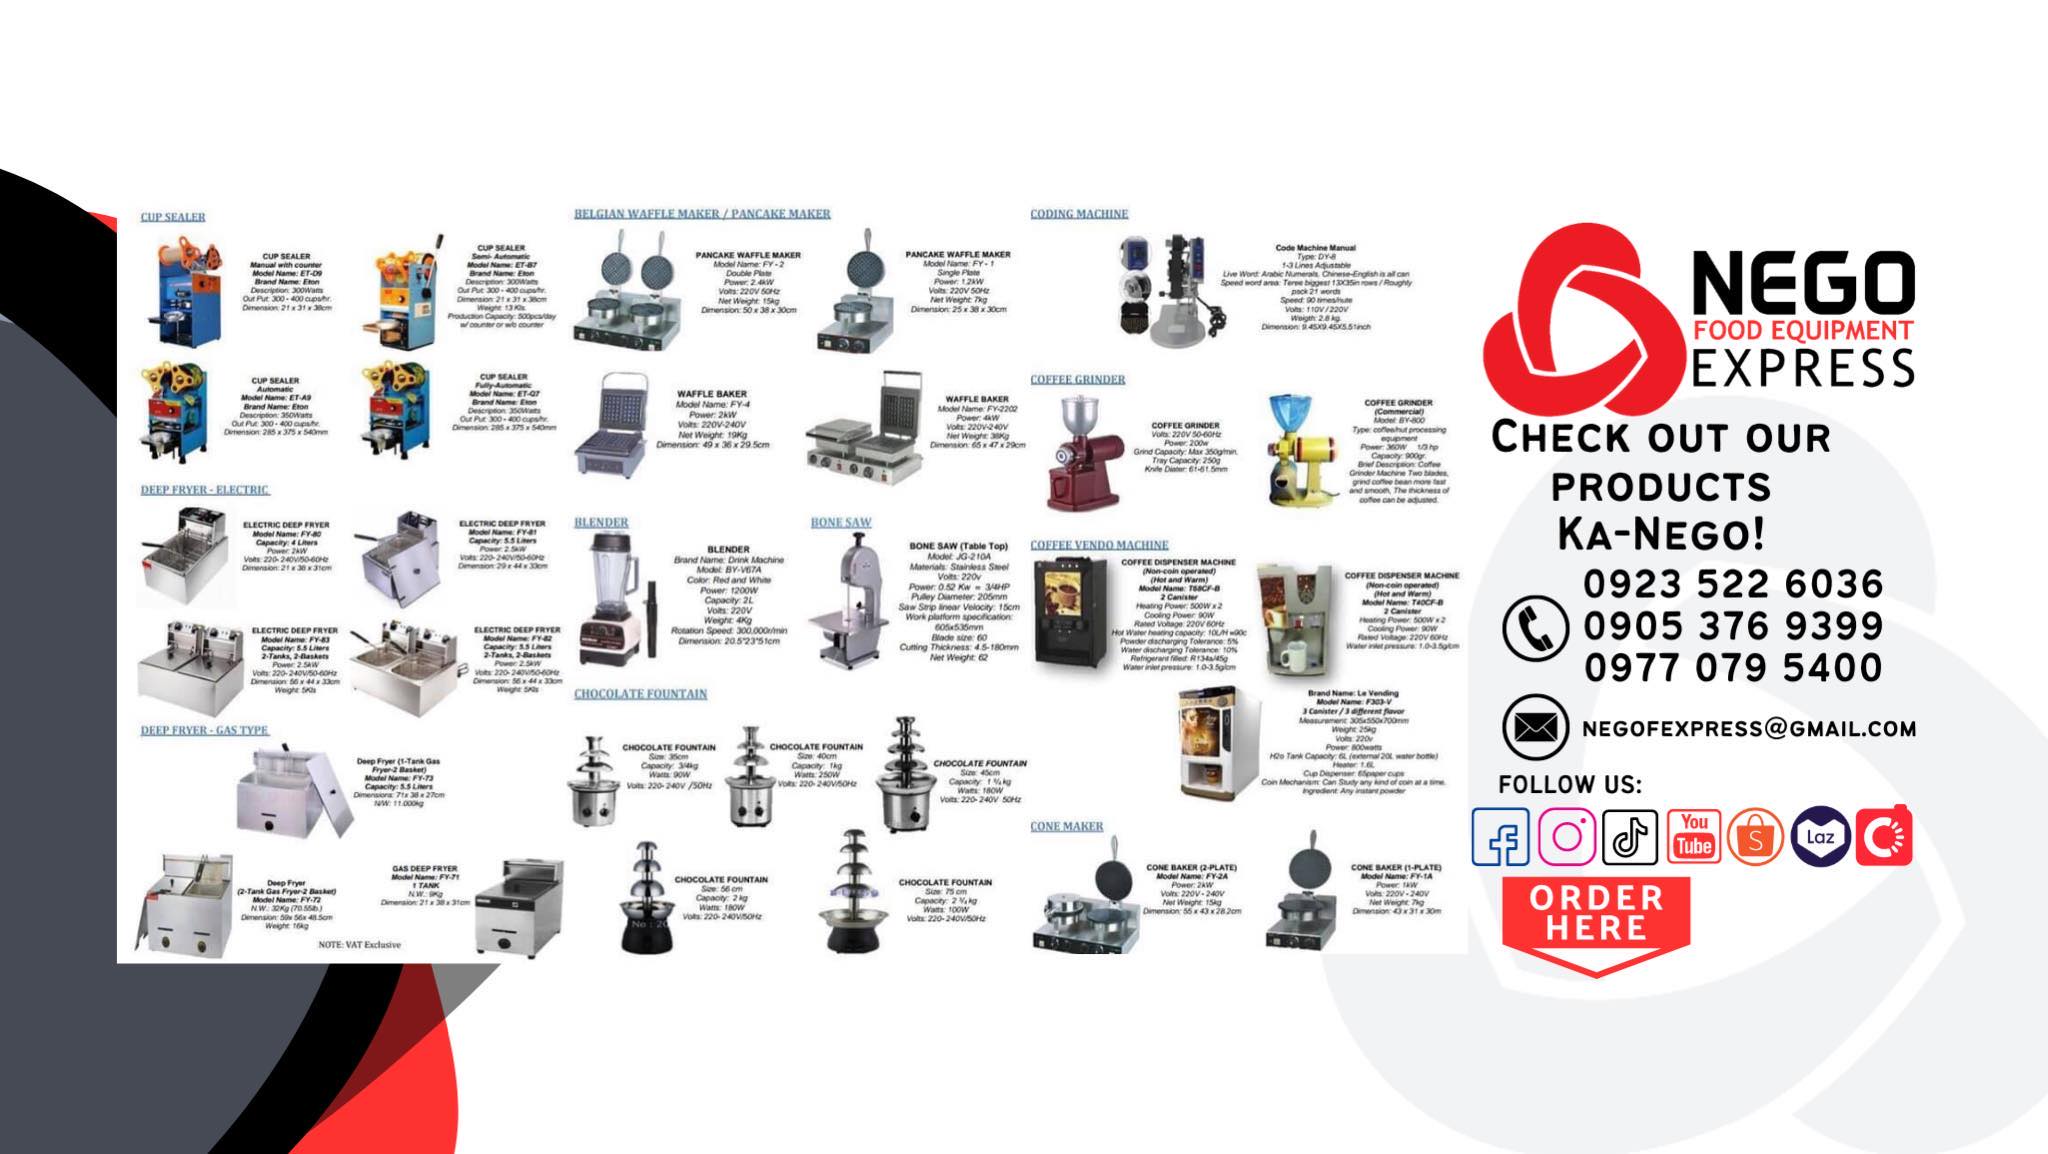 CUP SEALER
CUP SEALER
Manual with counter
Model Name: ET-D9
Brand Name: Eton
Description: 300Watts
Out Put: 300 - 400 cups/hr.
Dimension: 21 x 31 x 38cm
CUP SEALER
Semi- Automatic
Model Name: ET-B7
Brand Name: Eton
Description: 300Watts
Out Put: 300 - 400 cups/hr.
Dimension: 21 x 31 x 38cm
Weight: 13 Kls.
Production Capacity: 500pcs/day
w/ counter or w/o counter
CUP SEALER
Automatic
Model Name: ET-A9
Brand Name: Eton
Description: 350Watts
Out Put: 300 - 400 cups/hr.
Dimension: 285 x 375 x 540mm
CUP SEALER
Fully-Automatic
Model Name: ET-Q7
Brand Name: Eton
Description: 350Watts
Out Put: 300 - 400 cups/hr.
Dimension: 285 x 375 x 540mm
DEEP FRYER - ELECTRIC
ELECTRIC DEEP FRYER
Model Name: FY-80
Capacity: 4 Liters
Power: 2kW
Volts: 220- 240V/50-60Hz
Dimension: 21 x 36 x 31cm
ELECTRIC DEEP FRYER
Model Name: FY-81
Capacity: 5.5 Liters
Power: 2.5kW
Volts: 220- 240V/50-60Hz
Dimension: 29 x 44 x 33cm
ELECTRIC DEEP FRYER
Model Name: FY-83
Capacity: 5.5 Liters
2-Tanks, 2-Baskets
Power: 2.5kW
Volts: 220- 240V/50-60Hz
Dimension: 56 x 44 x 33cm
Weight: 5Kls
ELECTRIC DEEP FRYER
Model Name: FY-82
Capacity: 5.5 Liters
2-Tanks, 2-Baskets
Power: 2.5kW
Volts: 220- 240V/50-60Hz
Dimension: 56 x 44 x 33cm
Weight: 5Kls
DEEP FRYER - GAS TYPE
Deep Fryer (1-Tank Gas
Fryer-2 Basket)
Model Name: FY-73
Capacity: 5.5 Liters
Dimensions: 71x 38 x 27cm
N/W: 11.000kg
Deep Fryer
(2-Tank Gas Fryer-2 Basket)
Model Name: FY-72
N.W.: 32Kg (70.55lb.)
Dimension: 59x 56x 48.5cm
Weight: 16kg
GAS DEEP FRYER
Model Name: FY-71
1 TANK
N.W.: 9Kg
Dimension: 21 x 38 x 31cm
NOTE: VAT Exclusive
BELGIAN WAFFLE MAKER / PANCAKE MAKER
PANCAKE WAFFLE MAKER
Model Name: FY - 2
Double Plate
Power: 2.4kW
Volts: 220V 50Hz
Net Weight: 15kg
Dimension: 50 x 38 x 30cm
PANCAKE WAFFLE MAKER
Model Name: FY - 1
Single Plate
Power: 1.2kW
Volts: 220V 50Hz
Net Weight: 7kg
Dimension: 25 x 38 x 30cm
WAFFLE BAKER
Model Name: FY-4
Power: 2kW
Volts: 220V-240V
Net Weight: 19Kg
Dimension: 49 x 36 x 29.5cm
WAFFLE BAKER
Model Name: FY-2202
Power: 4kW
Volts: 220V-240V
Net Weight: 38Kg
Dimension: 65 x 47 x 29cm
BLENDER
BLENDER
Brand Name: Drink Machine
Model: BY-V67A
Color: Red and White
Power: 1200W
Capacity: 2L
Volts: 220V
Weight: 4Kg
Rotation Speed: 300,000r/min
Dimension: 20.5*23*51cm
BONE SAW
BONE SAW (Table Top)
Model: JG-210A
Materials: Stainless Steel
Volts: 220v
Power: 0.52 Kw = 3/4HP
Pulley Diameter: 205mm
Saw Strip linear Velocity: 15cm
Work platform specification:
605x535mm
Blade size: 60
Cutting Thickness: 4.5-180mm
Net Weight: 62
CHOCOLATE FOUNTAIN
CHOCOLATE FOUNTAIN
Size: 35cm
Capacity: 3/4kg
Watts: 90W
Volts: 220- 240V /50Hz
CHOCOLATE FOUNTAIN
Size: 40cm
Capacity: 1kg
Watts: 250W
Volts: 220- 240V/50Hz
CHOCOLATE FOUNTAIN
Size: 45cm
Capacity: 1 ¾ kg
Watts: 180W
Volts: 220- 240V 50Hz
CHOCOLATE FOUNTAIN
Size: 56 cm
Capacity: 2 kg
Watts: 180W
Volts: 220- 240V/50Hz
CHOCOLATE FOUNTAIN
Size: 75 cm
Capacity: 2 ¾ kg
Watts: 100W
Volts: 220- 240V/50Hz
CODING MACHINE
Code Machine Manual
Type: DY-8
1-3 Lines Adjustable
Live Word: Arabic Numerals, Chinese-English is all can
Speed word area: Teree biggest 13X35in rows / Roughly
pack 21 words
Speed: 90 times/nute
Volts: 110V / 220V
Weigth: 2.8 kg.
Dimension: 9.45X9.45X5.51inch
COFFEE GRINDER
COFFEE GRINDER
Volts: 220V 50-60Hz
Power: 200w
Grind Capacity: Max 350g/min.
Tray Capacity: 250g
Knife Diater: 61-61.5mm
COFFEE GRINDER
(Commercial)
Model: BY-800
Type: coffee/nut processing
equipment
Power: 360W 1/3 hp
Capacity: 900gr.
Brief Description: Coffee
Grinder Machine Two blades,
grind coffee bean more fast
and smooth, The thickness of
coffee can be adjusted.
COFFEE VENDO MACHINE
COFFEE DISPENSER MACHINE
(Non-coin operated)
(Hot and Warm)
Model Name: T68CF-B
2 Canister
Heating Power: 500W x 2
Cooling Power: 90W
Rated Voltage: 220V 60Hz
Hot Water heating capacity: 10L/H ≤90c
Powder discharging Tolerance: 5%
Water discharging Tolerance: 10%
Refrigerant filled: R134a/45g
Water inlet pressure: 1.0-3.5g/cm
COFFEE DISPENSER MACHINE
(Non-coin operated)
(Hot and Warm)
Model Name: T40CF-B
2 Canister
Heating Power: 500W x 2
Cooling Power: 90W
Rated Voltage: 220V 60Hz
Water inlet pressure: 1.0-3.5g/cm
Brand Name: Le Vending
Model Name: F303-V
3 Canister / 3 different flavor
Measurement: 305x550x700mm
Weight: 25kg
Volts: 220v
Power: 800watts
H2o Tank Capacity: 6L (external 20L water bottle)
Heater: 1.6L
Cup Dispenser: 65paper cups
Coin Mechanism: Can Study any kind of coin at a time.
Ingredient: Any instant powder
CONE MAKER
CONE BAKER (2-PLATE)
Model Name: FY-2A
Power: 2kW
Volts: 220V - 240V
Net Weight: 15kg
Dimension: 55 x 43 x 28.2cm
CONE BAKER (1-PLATE)
Model Name: FY-1A
Power: 1kW
Volts: 220V - 240V
Net Weight: 7kg
Dimension: 43 x 31 x 30m
NEGO
FOOD EQUIPMENT
EXPRESS
CHECK OUT OUR
PRODUCTS
KA-NEGO!
0923 522 6036
0905 376 9399
0977 079 5400
NEGOFEXPRESS@GMAIL.COM
FOLLOW US:
You
Tube
S
Laz
ORDER
HERE